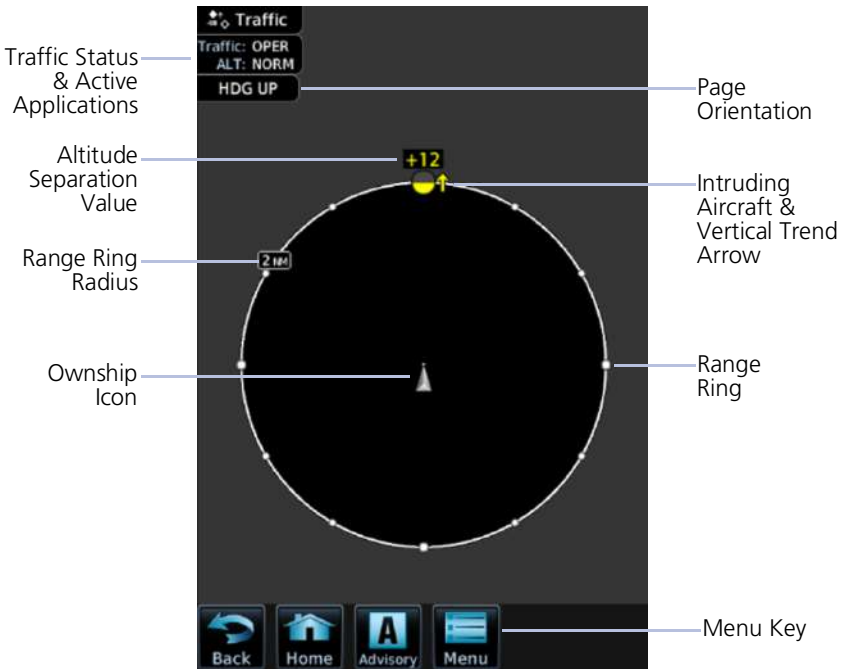 Traffic
Traffic: OPER
ALT: NORM
HDG UP
Traffic Status
& Active
Applications
Page
Orientation
Altitude
Separation
Value
+12
Intruding
Aircraft &
Vertical Trend
Arrow
Range Ring
Radius
2 NM
Ownship
Icon
Range
Ring
Back
Home
A
Advisory
Menu
Menu Key